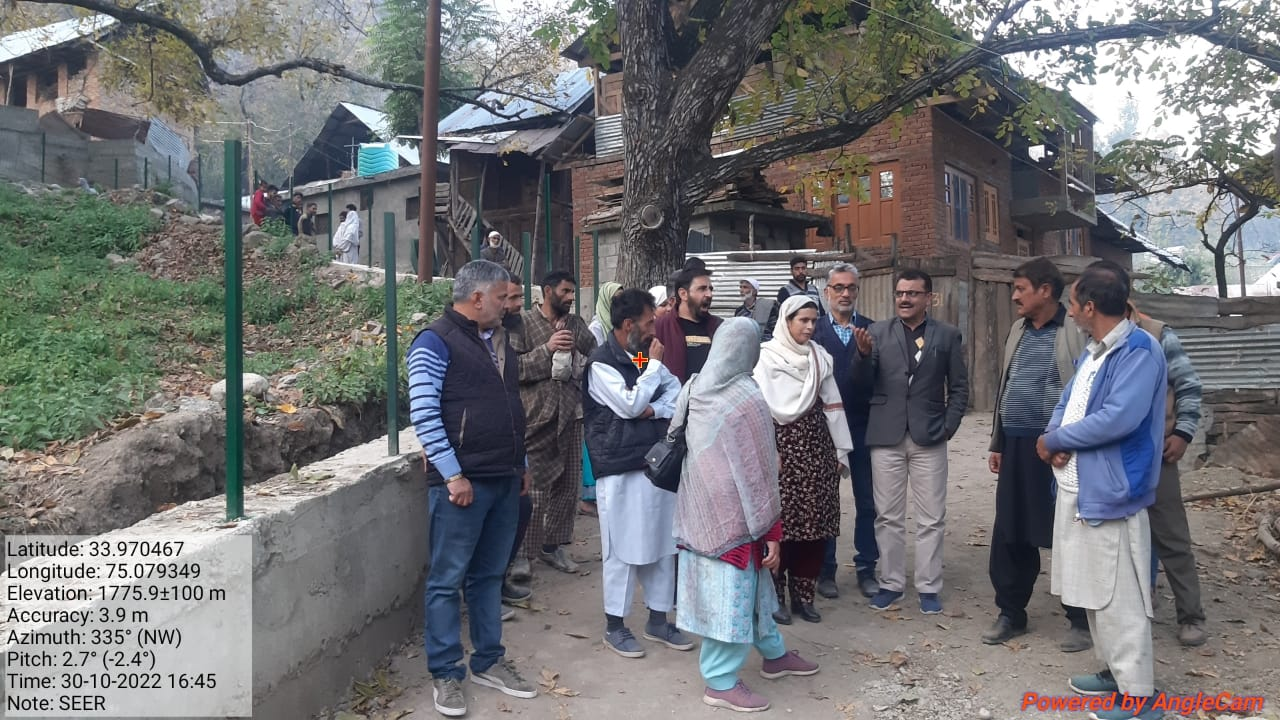 Latitude: 33.970467
Longitude: 75.079349
Elevation: 1775.9±100 m
Accuracy: 3.9 m
Azimuth: 335° (NW)
Pitch: 2.7° (-2.4°)
Time: 30-10-2022 16:45
Note: SEER
Powered by AngleCam